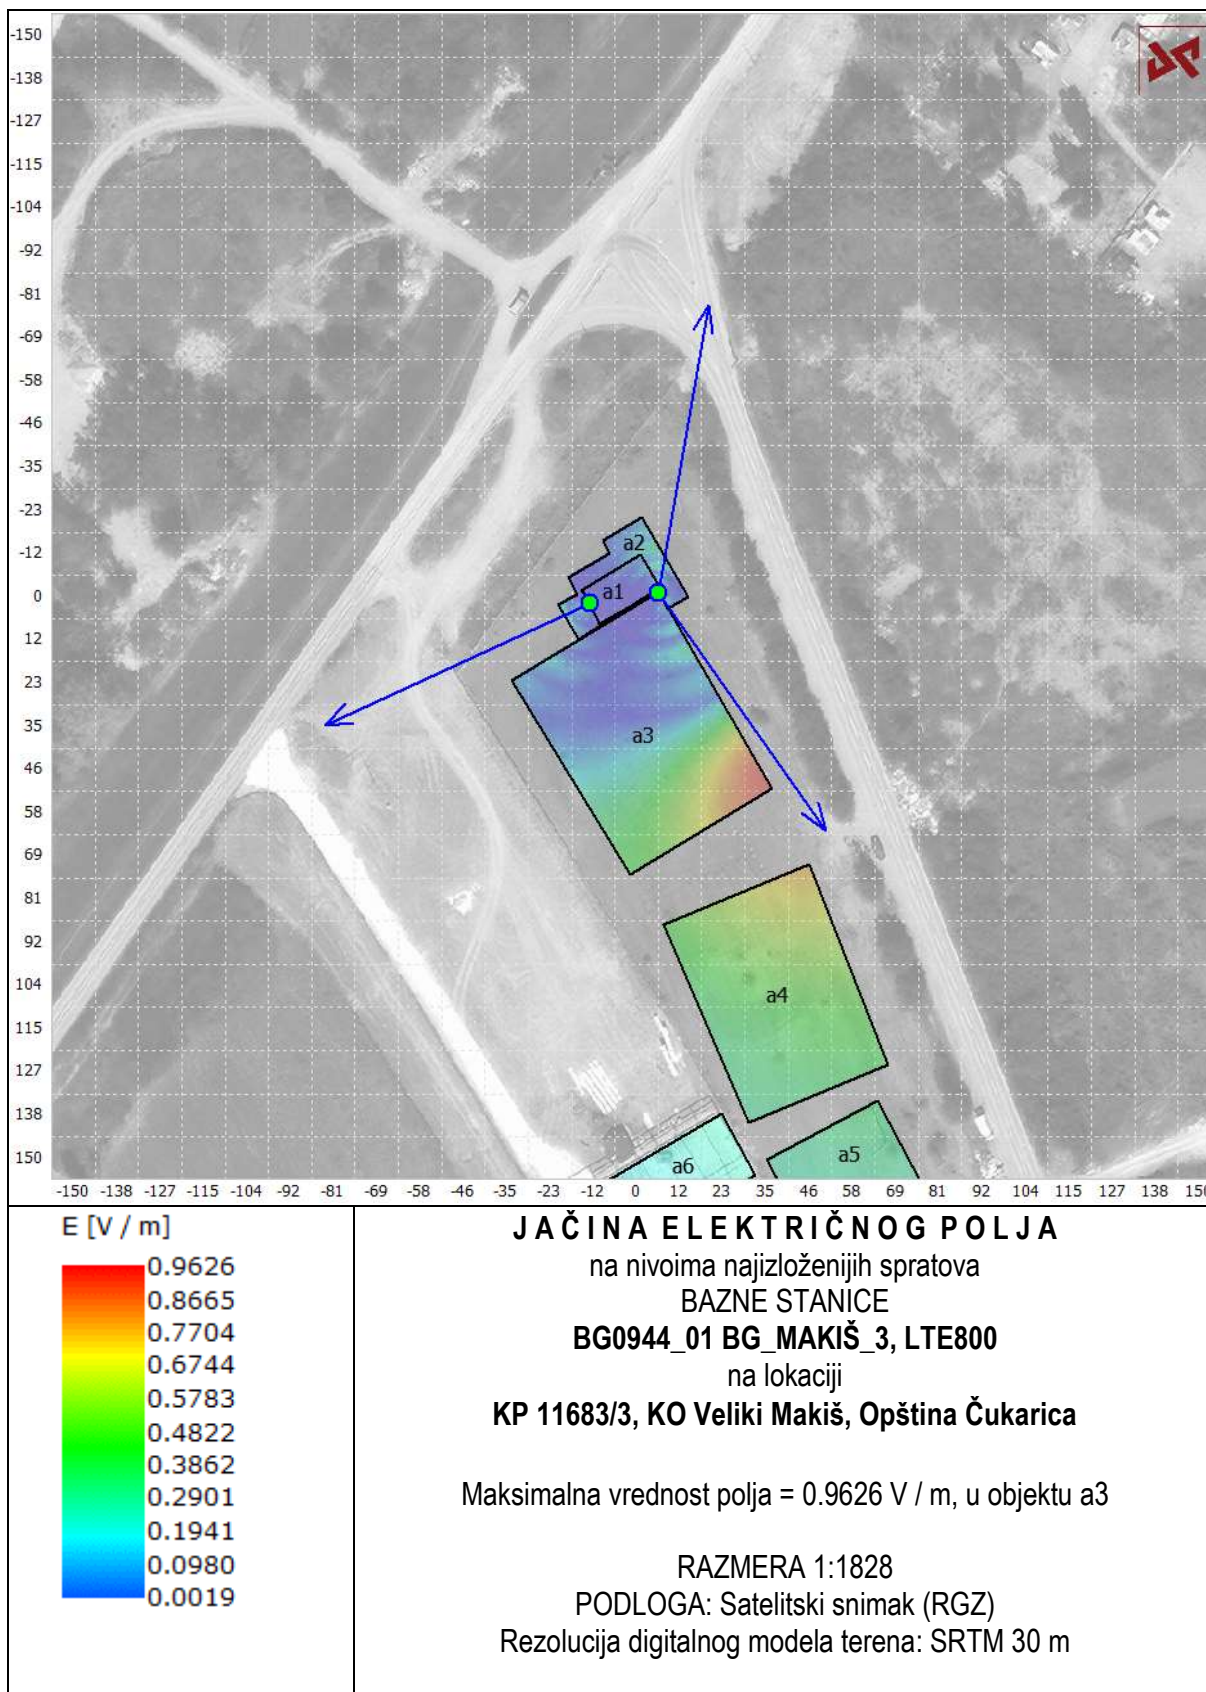 -150
-138
-127
-115
-104
-92
-81
-69
-58
-46
-35
-23
-12
0
12
23
35
46
58
69
81
92
104
115
127
138
150
a2
a1
a3
a4
a5
a6
-150 -138 -127 -115 -104 -92 -81 -69 -58 -46 -35 -23 -12 0 12 23 35 46 58 69 81 92 104 115 127 138
E [V / m]
0.9626
0.8665
0.7704
0.6744
0.5783
0.4822
0.3862
0.2901
0.1941
0.0980
0.0019
JAČINA ELEKTRIČNOG POLJA
na nivoima najizloženijih spratova
BAZNE STANICE
BG0944_01 BG_MAKIŠ_3, LTE800
na lokaciji
KP 11683/3, KO Veliki Makiš, Opština Čukarica
Maksimalna vrednost polja = 0.9626 V / m, u objektu a3
RAZMERA 1:1828
PODLOGA: Satelitski snimak (RGZ)
Rezolucija digitalnog modela terena: SRTM 30 m